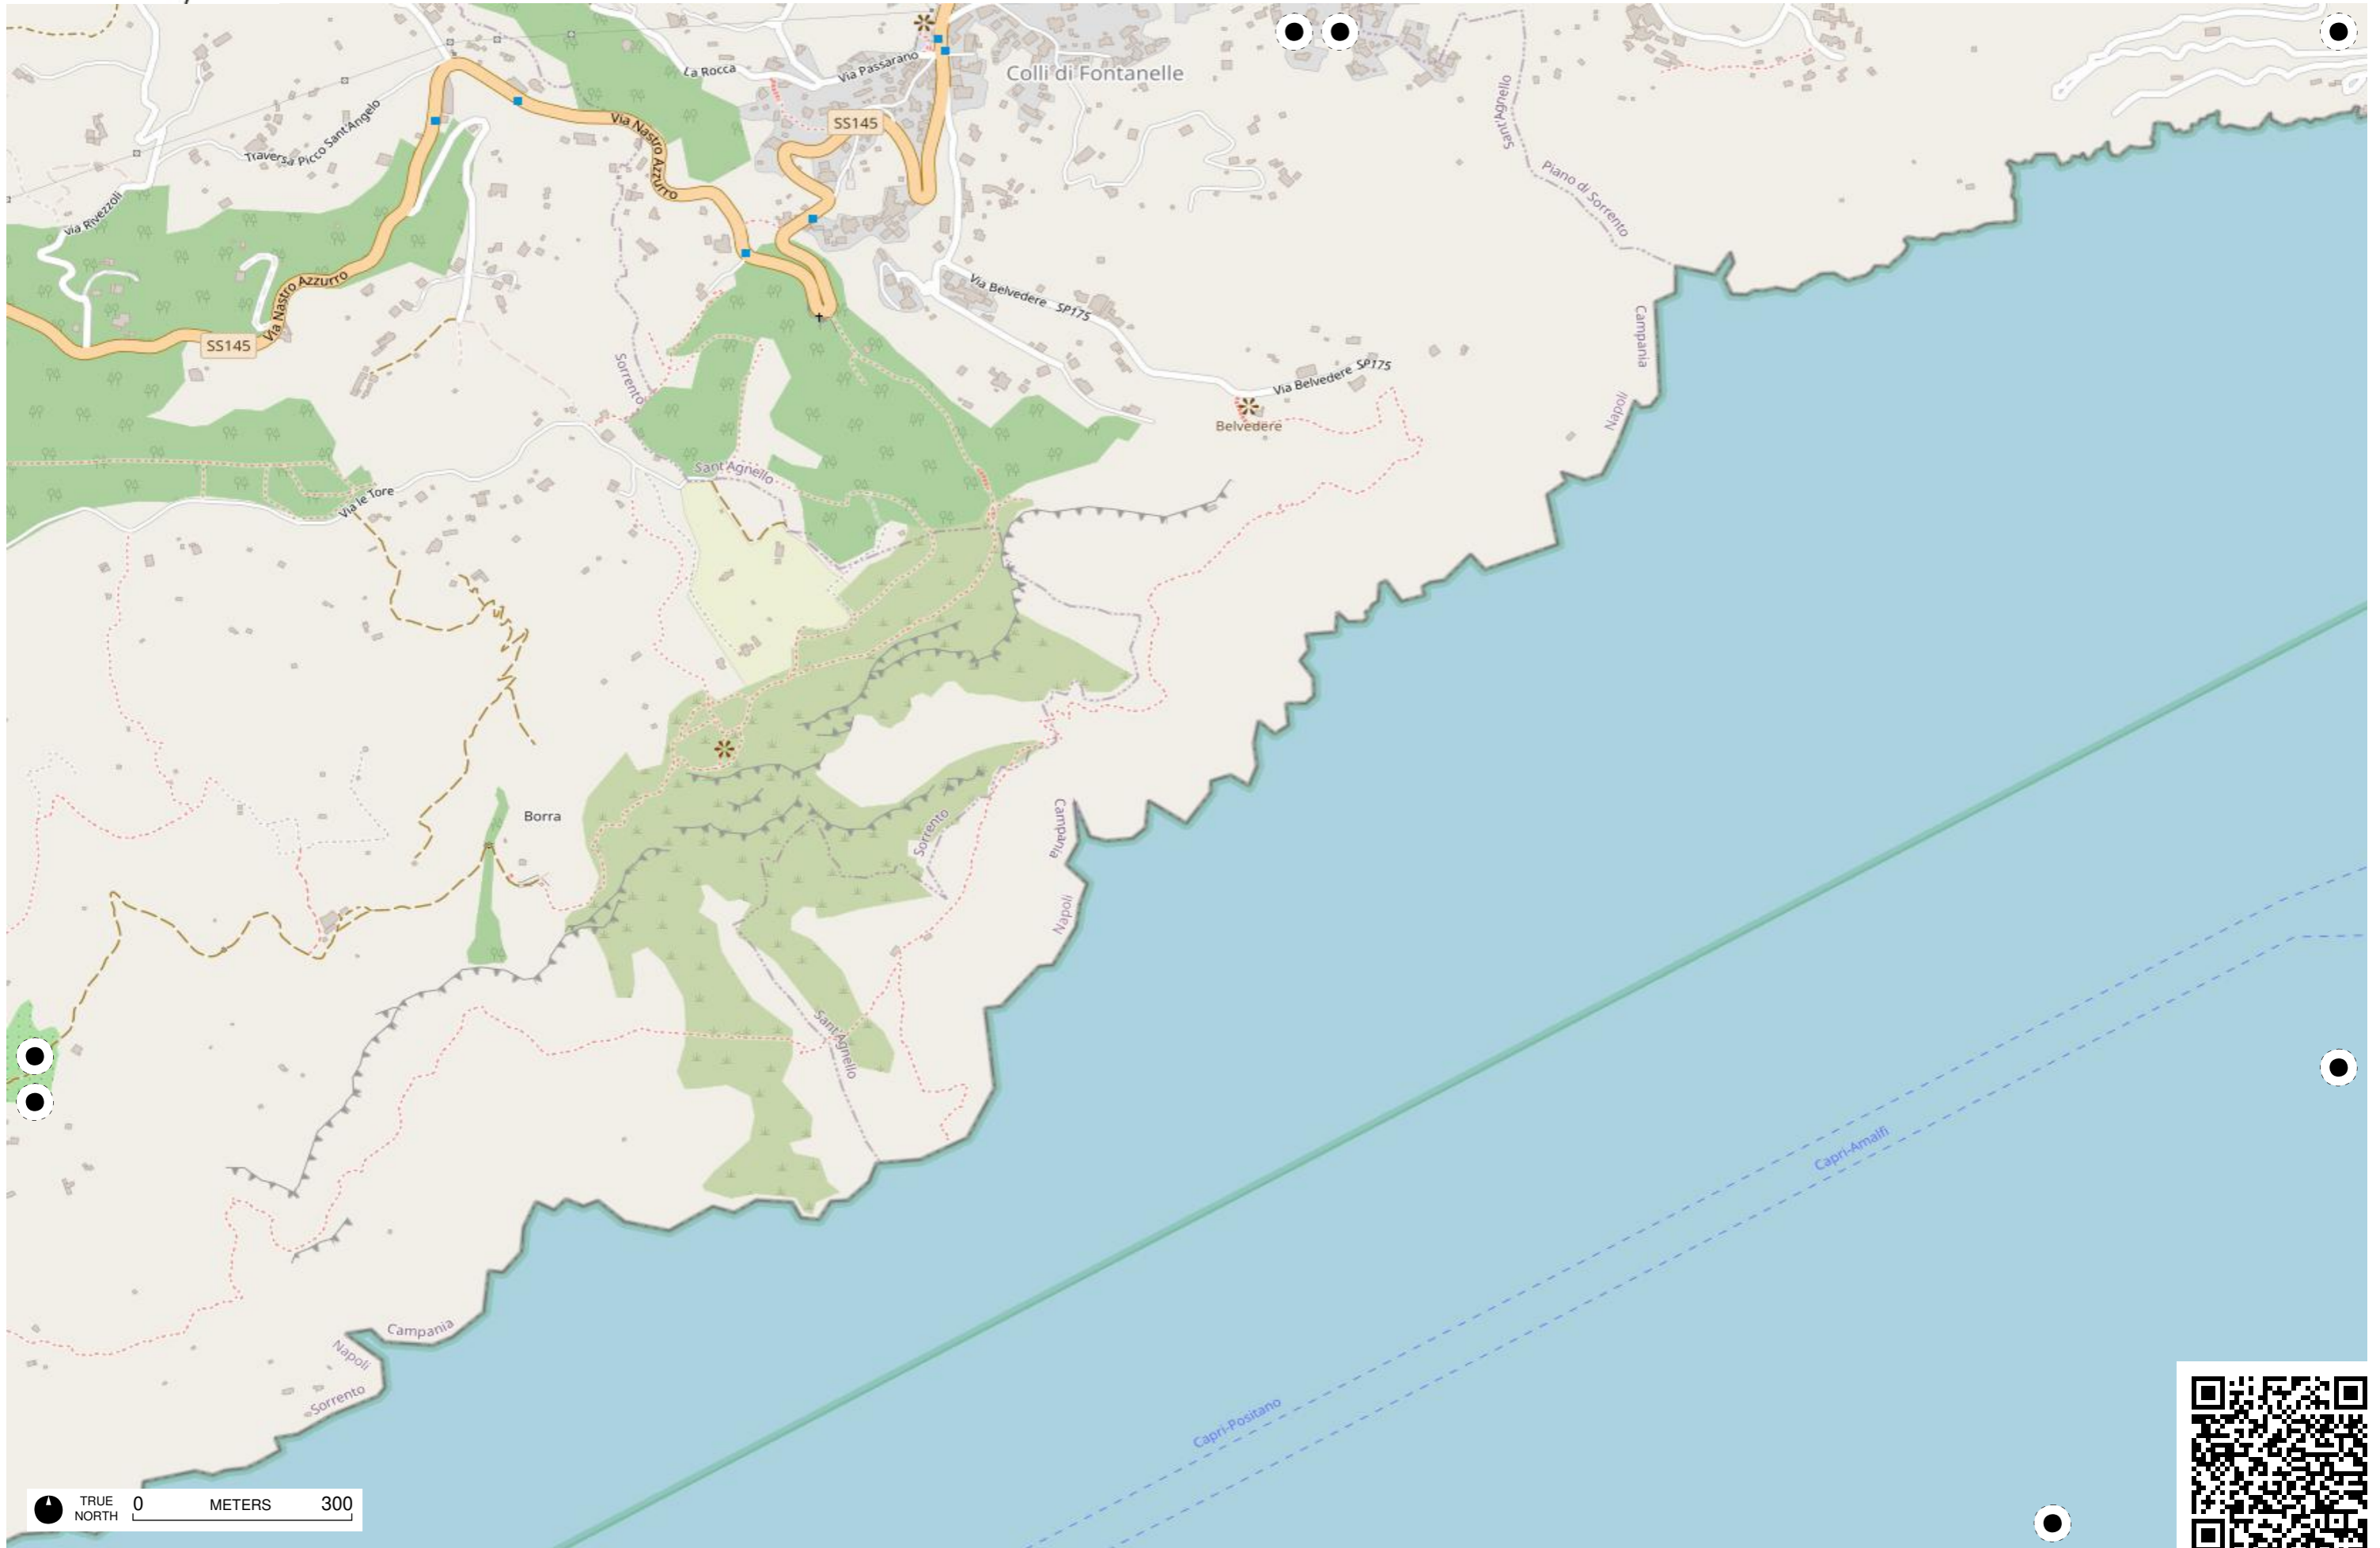 La Rocca
Via Passarano
Colli di Fontanelle
Sant'Agnello
Traversa Picco Sant'Angelo
Via Nastro Azzurro
SS145
Piano di Sorrento
via Rivezzoli
Via Nastro Azzurro
SS145
Via Belvedere SP175
Campania
Sorrento
Via Belvedere SP175
Napoli
Belvedere
Sant'Agnello
Via le Tore
Borra
Sorrento
Campania
Napoli
Sant'Agnello
Capri-Amalfi
Campania
Napoli
Sorrento
Capri-Positano
TRUE NORTH
0 METERS 300